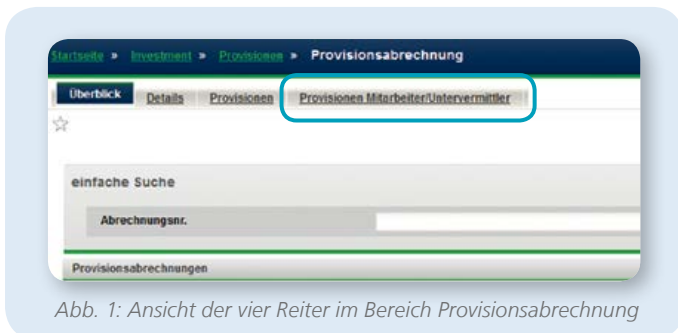 Startseite » Investment » Provisionen » Provisionsabrechnung
Überblick Details Provisionen Provisionen Mitarbeiter/Untervermittler
einfache Suche
Abrechnungsnr.
Provisionsabrechnungen
Abb. 1: Ansicht der vier Reiter im Bereich Provisionsabrechnung